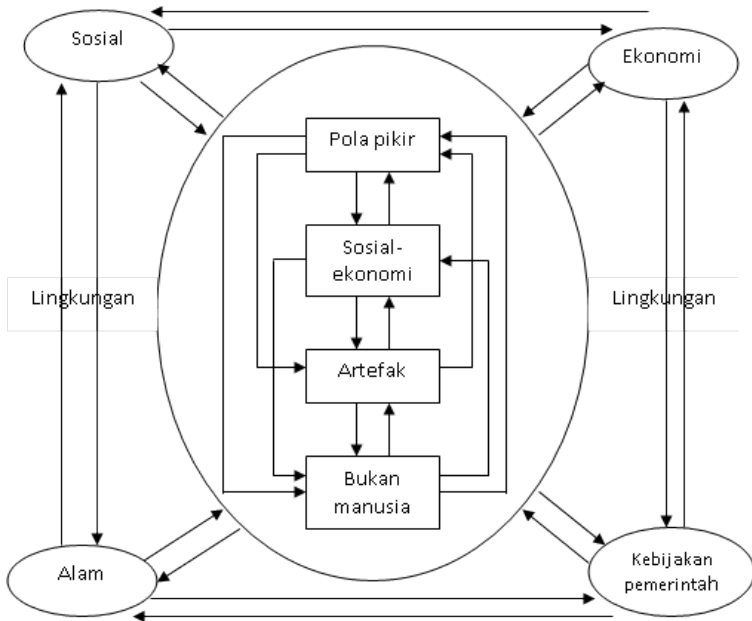 Sosial
Ekonomi
Pola pikir
Sosial-
ekonomi
Lingkungan
Lingkungan
Artefak
Bukan
manusia
Alam
Kebijakan
pemerintah